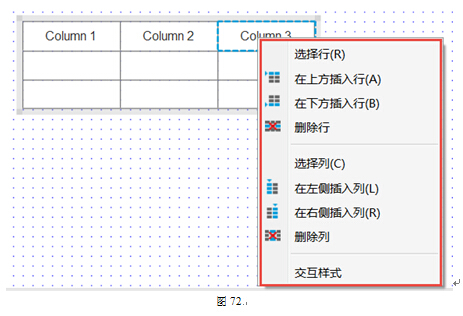 Column 1 Column 2 Column 3
选择行(R)
在上方插入行(A)
在下方插入行(B)
删除行
选择列(C)
在左侧插入列(L)
在右侧插入列(R)
删除列
交互样式
图 72.